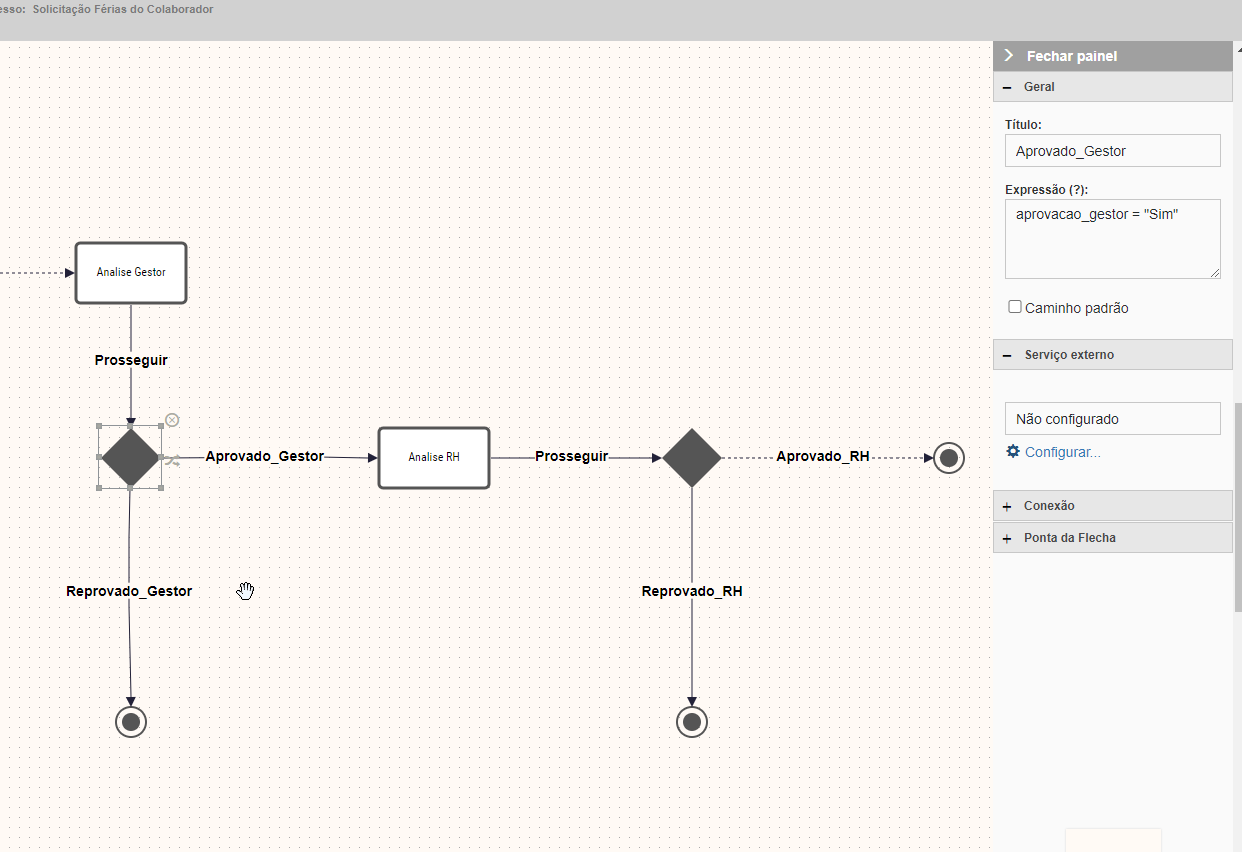 esso: Solicitação Férias do Colaborador
Fechar painel
Geral
Título:
Aprovado_Gestor
Expressão (?):
aprovacao_gestor = "Sim"
Caminho padrão
Serviço externo
Não configurado
Configurar...
Conexão
Ponta da Flecha
Analise Gestor
Prosseguir
Aprovado_Gestor
Analise RH
Prosseguir
Aprovado_RH
Reprovado_Gestor
Reprovado_RH